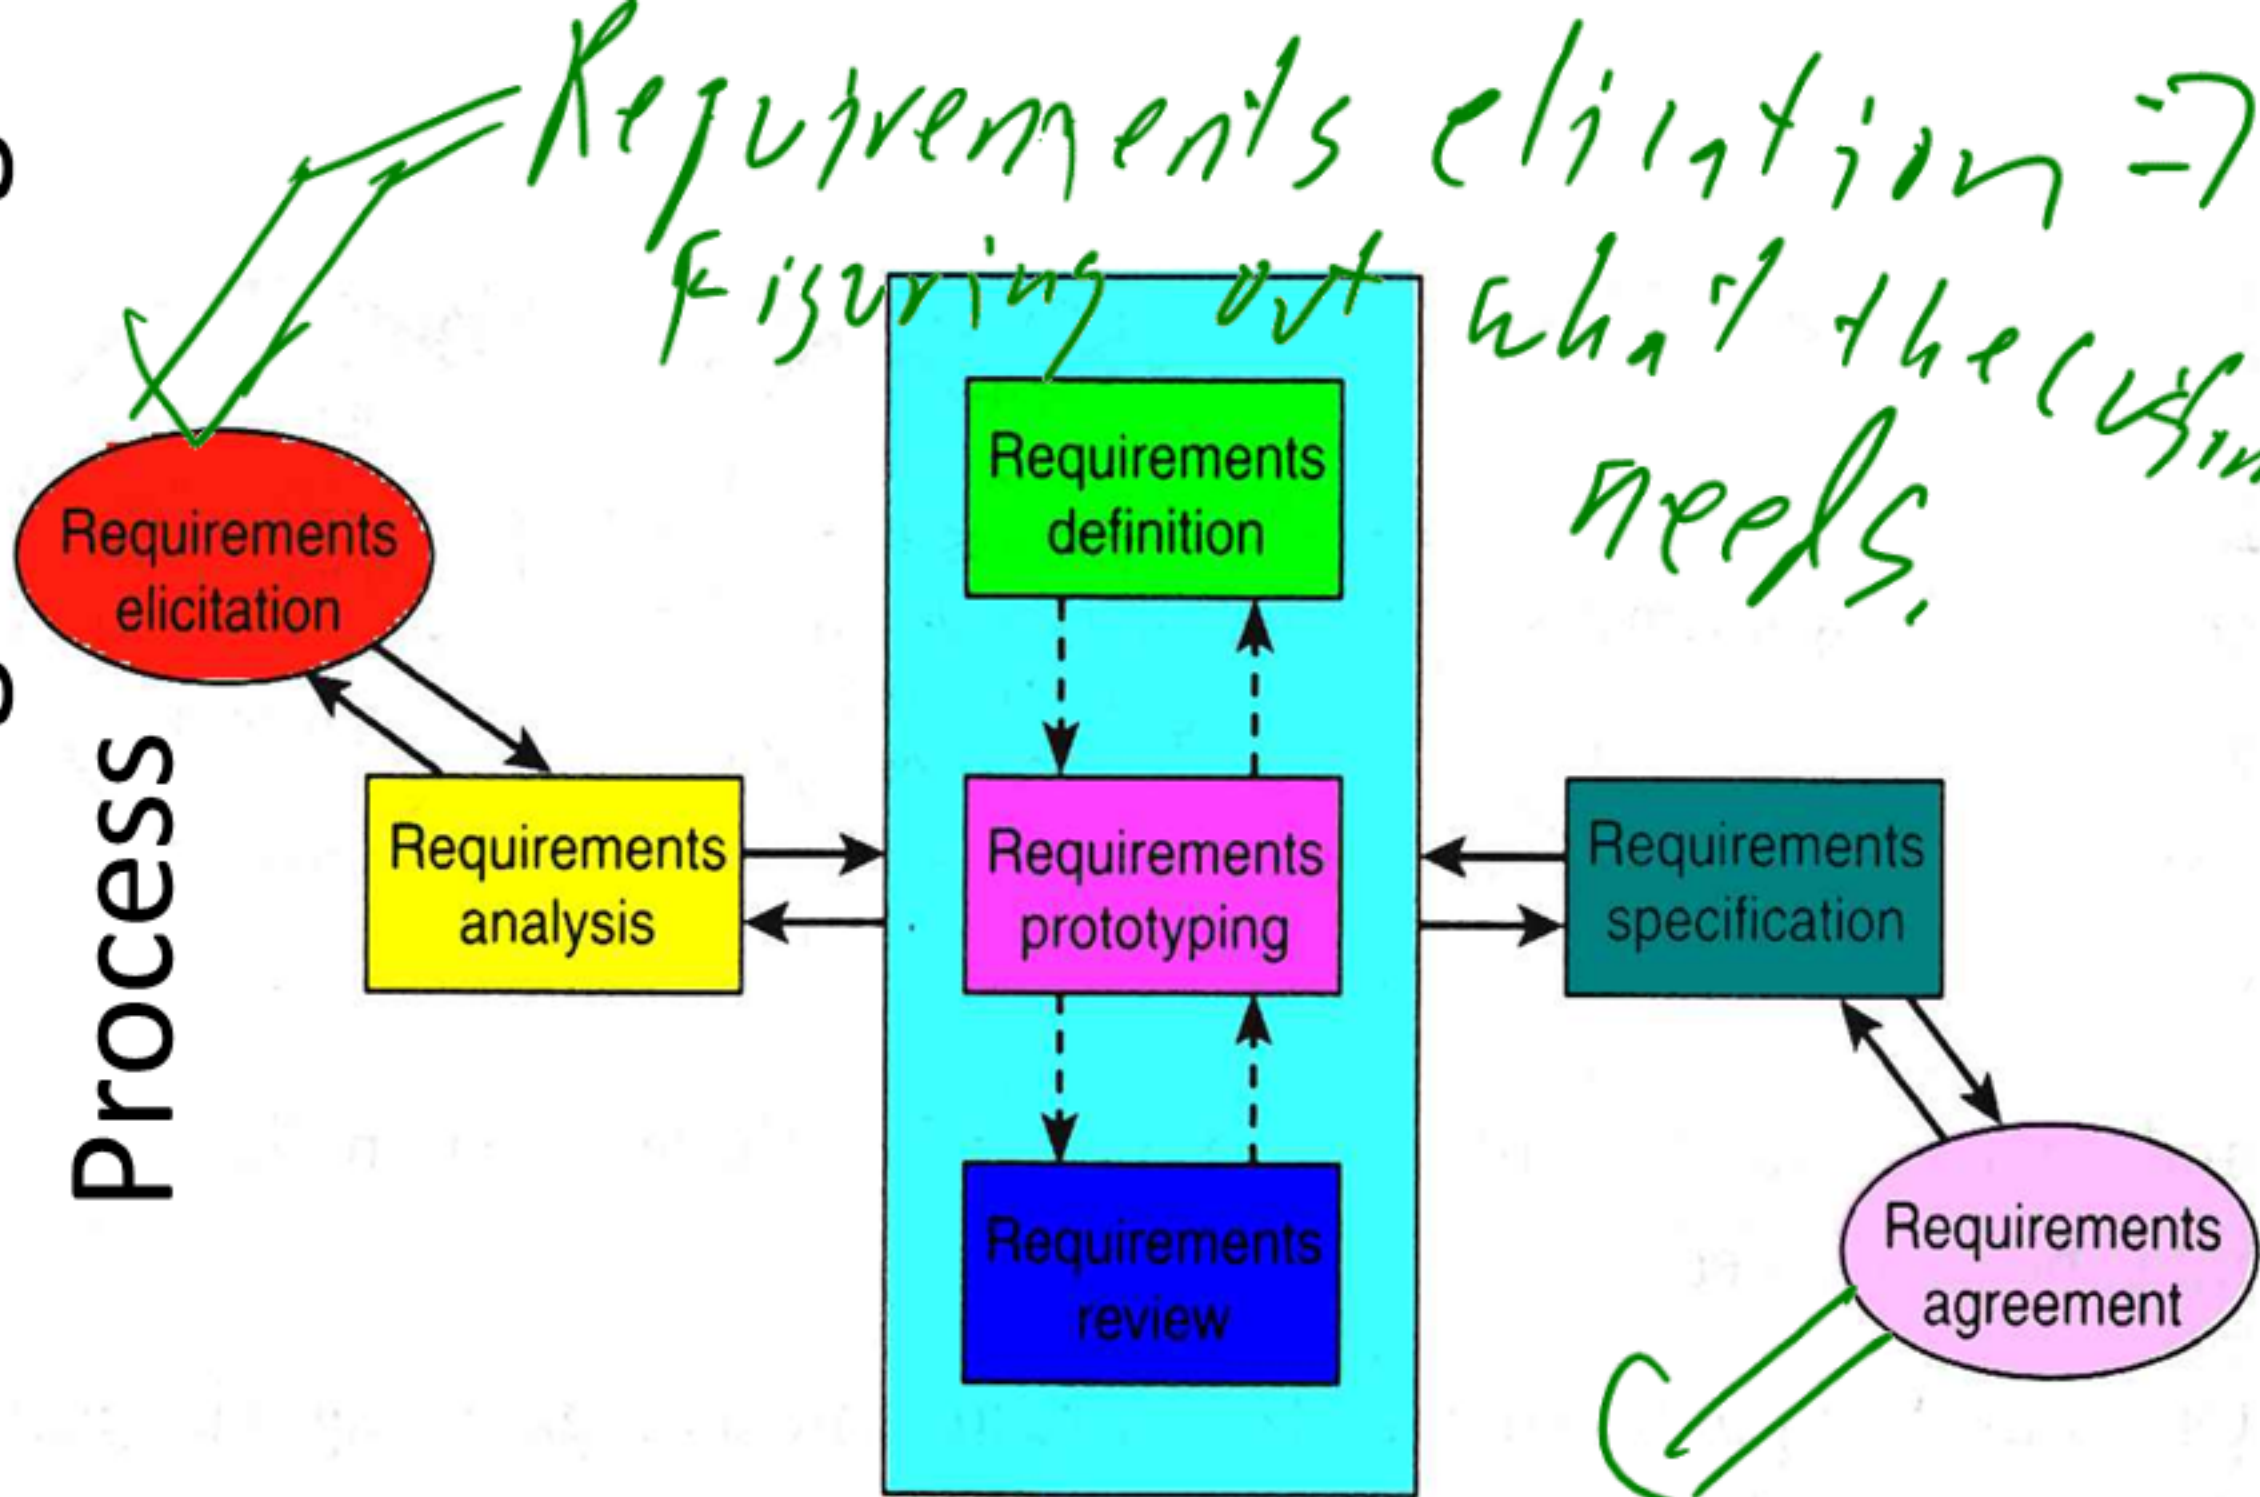 Requirements elicitation =>
Figuring out what the
needs.
Process
Requirements
elicitation
Requirements
definition
Requirements
analysis
Requirements
prototyping
Requirements
specification
Requirements
review
Requirements
agreement